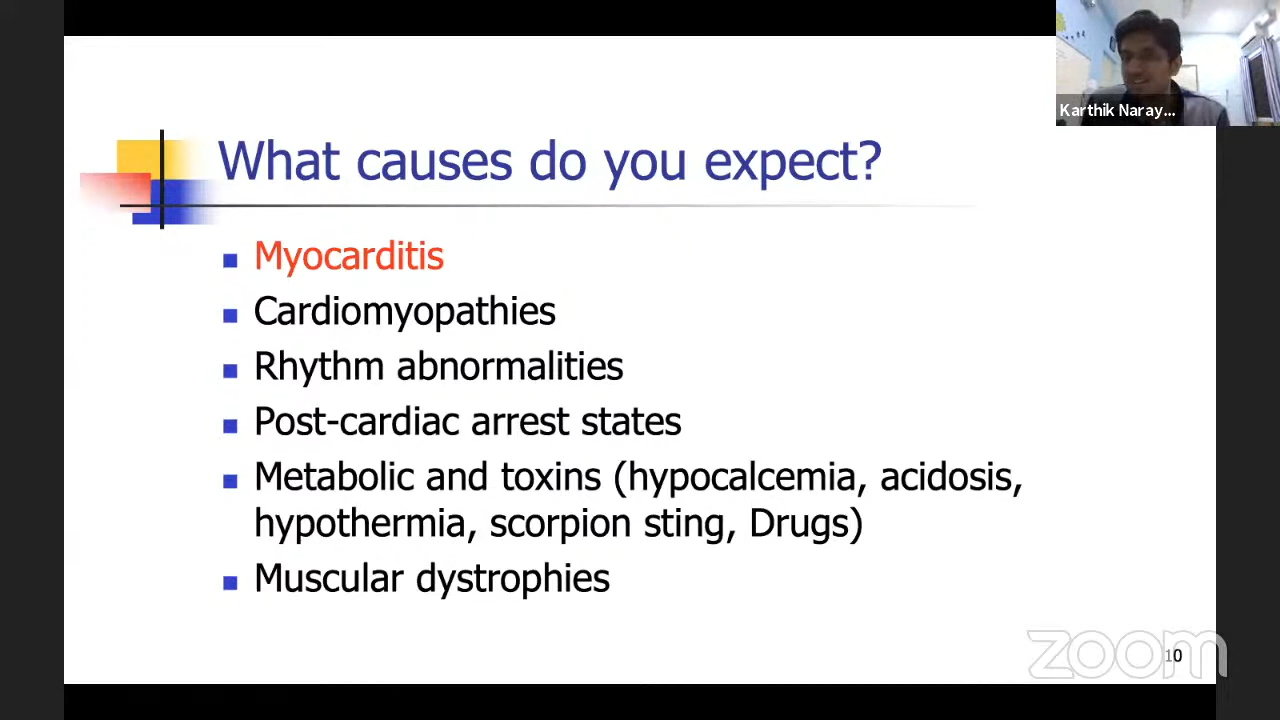 Karthik Naray...
What causes do you expect?
Myocarditis
Cardiomyopathies
Rhythm abnormalities
Post-cardiac arrest states
Metabolic and toxins (hypocalcemia, acidosis,
hypothermia, scorpion sting, Drugs)
Muscular dystrophies
zoom
10